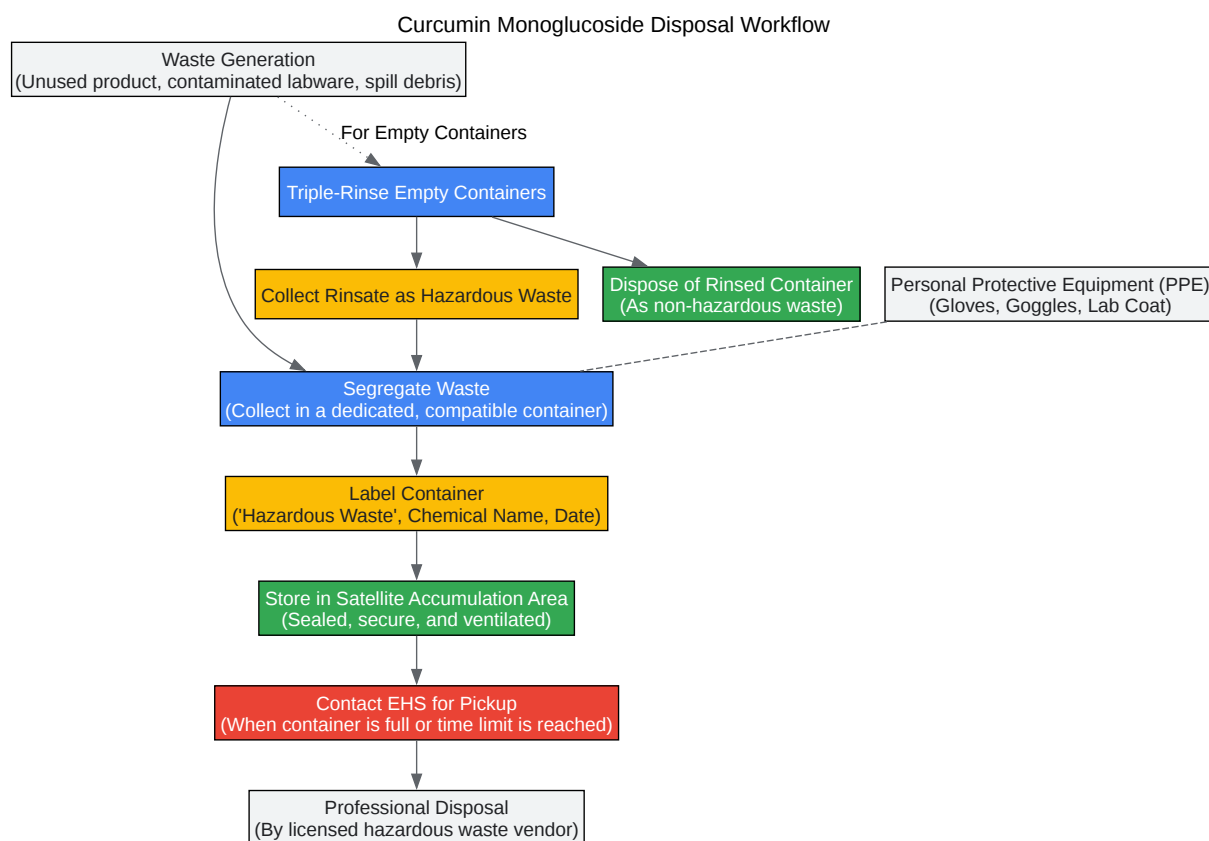 Curcumin Monoglucoside Disposal Workflow
Waste Generation
(Unused product, contaminated labware, spill debris)
For Empty Containers
Triple-Rinse Empty Containers
Collect Rinsate as Hazardous Waste
Dispose of Rinsed Container
(As non-hazardous waste)
Personal Protective Equipment (PPE)
(Gloves, Goggles, Lab Coat)
Segregate Waste
(Collect in a dedicated, compatible container)
Label Container
('Hazardous Waste', Chemical Name, Date)
Store in Satellite Accumulation Area
(Sealed, secure, and ventilated)
Contact EHS for Pickup
(When container is full or time limit is reached)
Professional Disposal
(By licensed hazardous waste vendor)